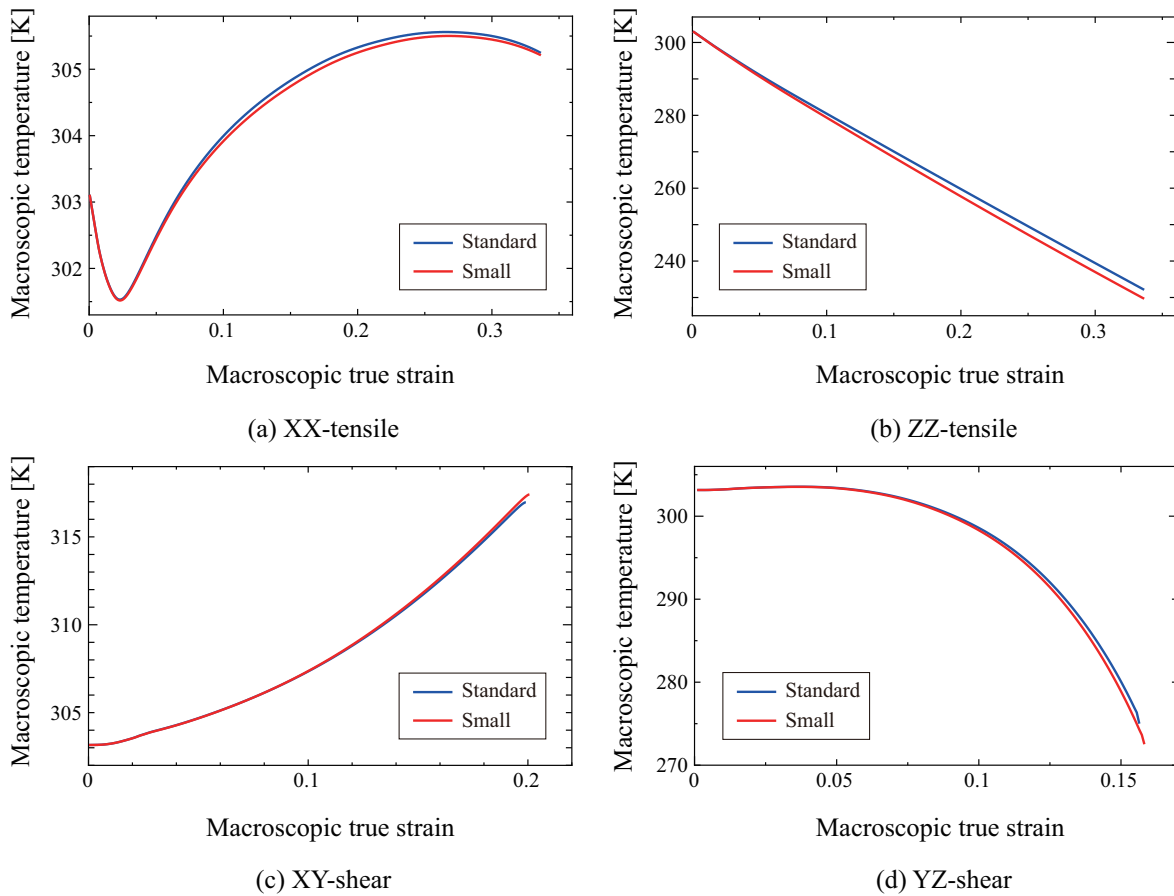 Macroscopic temperature [K]
305
304
303
302
0
0.1
0.2
0.3
Standard
Small
Macroscopic true strain
(a) XX-tensile
Macroscopic temperature [K]
300
280
260
240
0
0.1
0.2
0.3
Standard
Small
Macroscopic true strain
(b) ZZ-tensile
Macroscopic temperature [K]
315
310
305
0
0.1
0.2
Standard
Small
Macroscopic true strain
(c) XY-shear
Macroscopic temperature [K]
300
290
280
270
0
0.05
0.1
0.15
Standard
Small
Macroscopic true strain
(d) YZ-shear